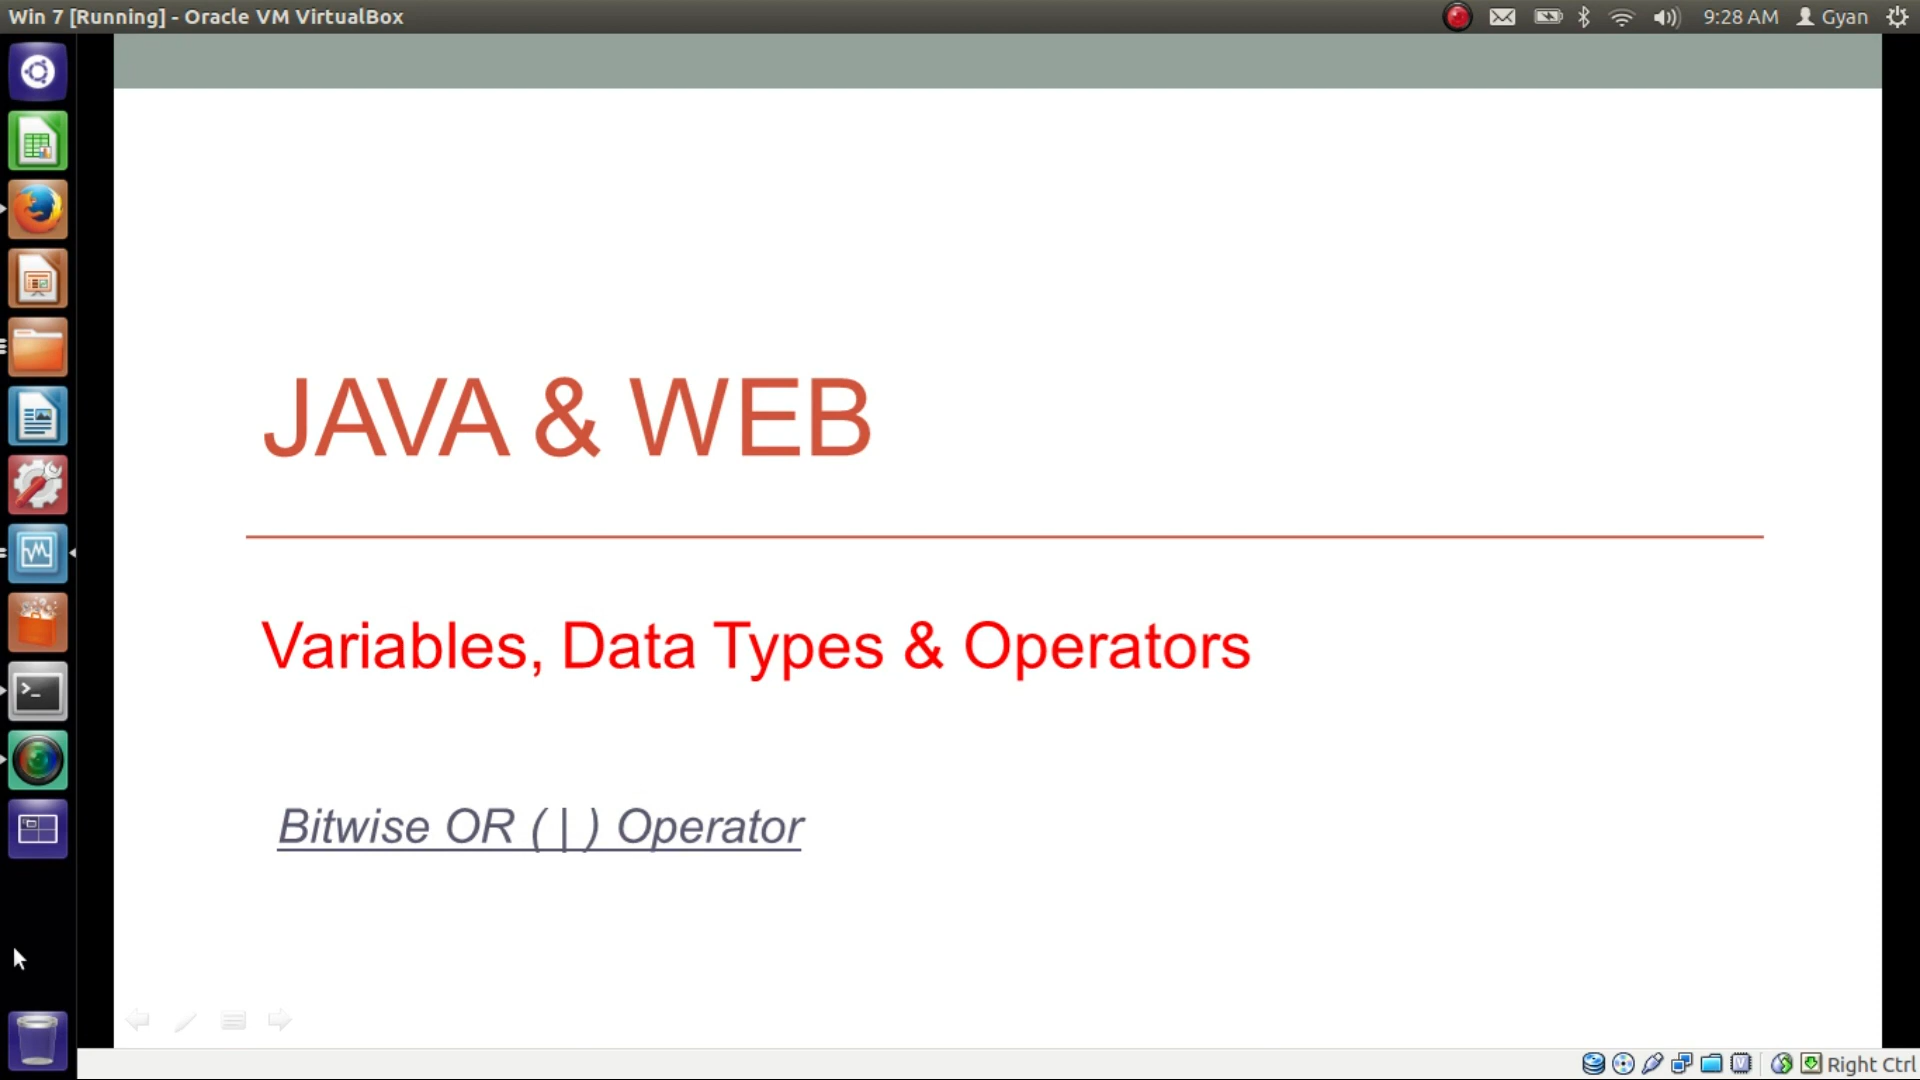 Win 7 [Running] - Oracle VM VirtualBox
9:28 AM Gyan
JAVA & WEB
Variables, Data Types & Operators
Bitwise OR ( | ) Operator
Right Ctrl